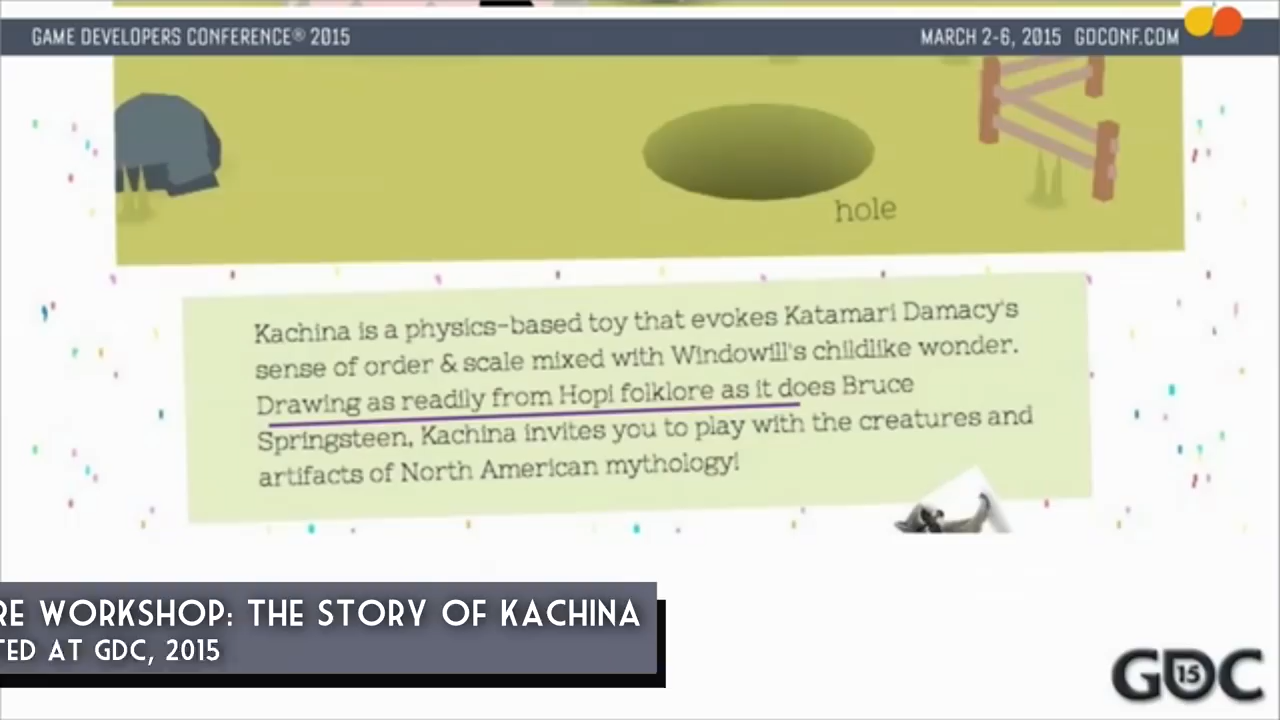 GAME DEVELOPERS CONFERENCE® 2015
MARCH 2-6, 2015 GDCONF.COM
hole
Kachina is a physics-based toy that evokes Katamari Damacy's
sense of order & scale mixed with Windowill's childlike wonder.
Drawing as readily from Hopi folklore as it does Bruce
Springsteen, Kachina invites you to play with the creatures and
artifacts of North American mythology!
RE WORKSHOP: THE STORY OF KACHINA
TED AT GDC, 2015
GDC 15